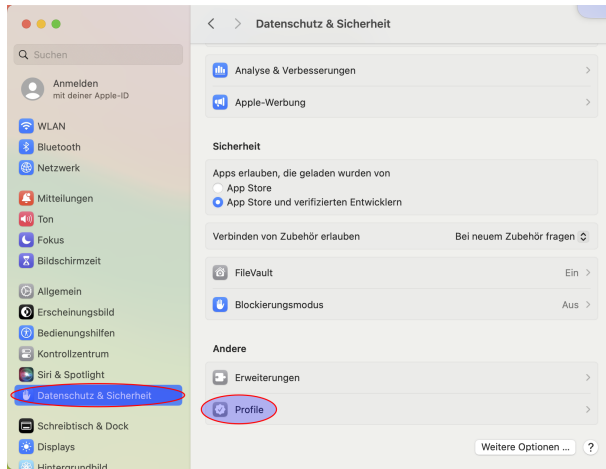 Datenschutz & Sicherheit
Suchen
Anmelden
mit deiner Apple-ID
WLAN
Bluetooth
Netzwerk
Mitteilungen
Ton
Fokus
Bildschirmzeit
Allgemein
Erscheinungsbild
Bedienungshilfen
Kontrollzentrum
Siri & Spotlight
Datenschutz & Sicherheit
Schreibtisch & Dock
Displays
Hintergrundbild
Analyse & Verbesserungen
Apple-Werbung
Sicherheit
Apps erlauben, die geladen wurden von
App Store
App Store und verifizierten Entwicklern
Verbinden von Zubehör erlauben Bei neuem Zubehör fragen
FileVault Ein
Blockierungsmodus Aus
Andere
Erweiterungen
Profile
Weitere Optionen ... ?